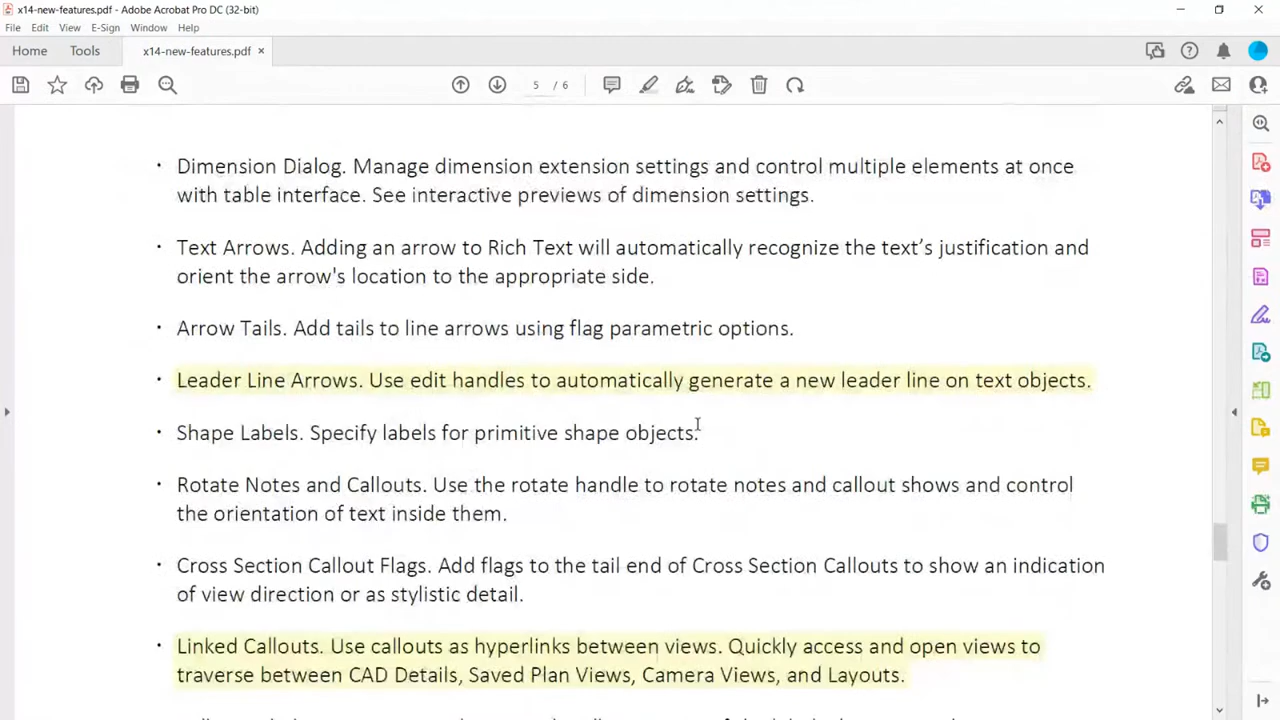 x14-new-features.pdf - Adobe Acrobat Pro DC (32-bit)
File Edit View E-Sign Window Help
Home Tools x14-new-features.pdf ×
5 / 6
· Dimension Dialog. Manage dimension extension settings and control multiple elements at once
with table interface. See interactive previews of dimension settings.
· Text Arrows. Adding an arrow to Rich Text will automatically recognize the text’s justification and
orient the arrow's location to the appropriate side.
· Arrow Tails. Add tails to line arrows using flag parametric options.
· Leader Line Arrows. Use edit handles to automatically generate a new leader line on text objects.
· Shape Labels. Specify labels for primitive shape objects.
· Rotate Notes and Callouts. Use the rotate handle to rotate notes and callout shows and control
the orientation of text inside them.
· Cross Section Callout Flags. Add flags to the tail end of Cross Section Callouts to show an indication
of view direction or as stylistic detail.
· Linked Callouts. Use callouts as hyperlinks between views. Quickly access and open views to
traverse between CAD Details, Saved Plan Views, Camera Views, and Layouts.